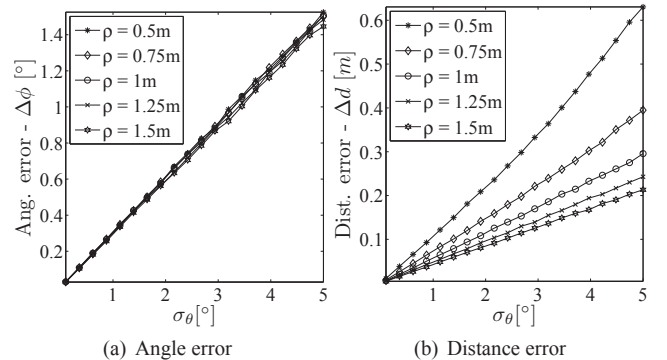 Ang. error - Δϕ [°]
1.4
1.2
1
0.8
0.6
0.4
0.2
ρ = 0.5m
ρ = 0.75m
ρ = 1m
ρ = 1.25m
ρ = 1.5m
1 2 3 4 5
σθ[°]
(a) Angle error
Dist. error - Δd [m]
0.6
0.5
0.4
0.3
0.2
0.1
ρ = 0.5m
ρ = 0.75m
ρ = 1m
ρ = 1.25m
ρ = 1.5m
1 2 3 4 5
σθ[°]
(b) Distance error